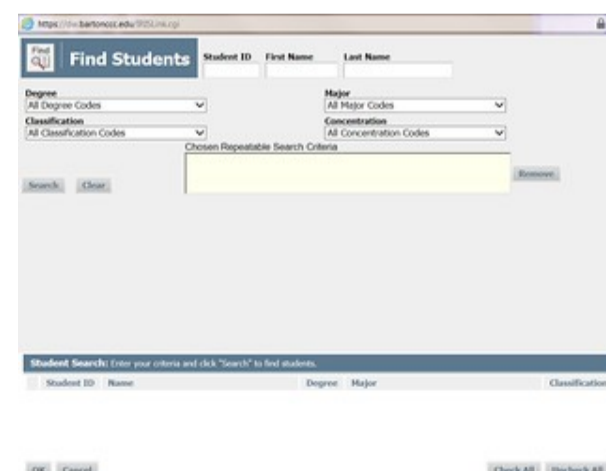 https://dw.bartonccc.edu/IRISLink.cgi
Find
Find Students
Student ID First Name Last Name
Degree Major
All Degree Codes All Major Codes
Classification Concentration
All Classification Codes All Concentration Codes
Chosen Repeatable Search Criteria
Search Clear Remove
Student Search: Enter your criteria and click "Search" to find students.
Student ID Name Degree Major Classification
OK Cancel Check All Uncheck All